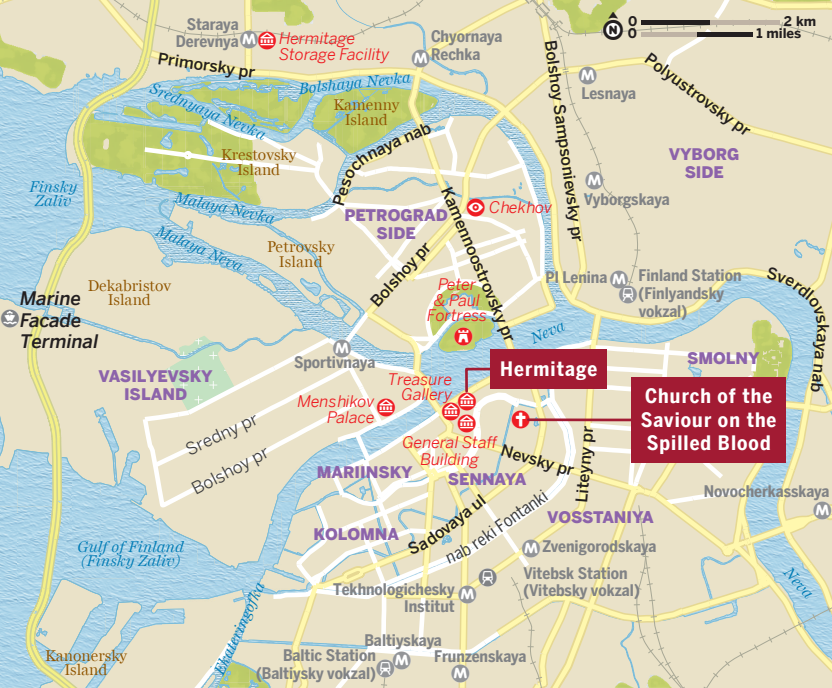 Staraya
Derevnya
M
Hermitage
Storage Facility
Chyornaya
Rechka
M
N
0
2 km
0
1 miles
Primorsky pr
Bolshaya Nevka
Srednyaya Nevka
Kamenny
Island
Bolshoy Sampsonievsky pr
M
Lesnaya
Polyustrovsky pr
Pesochnaya nab
Krestovsky
Island
VYBORG
SIDE
Finsky
Zaliv
M
Vyborgskaya
Malaya Nevka
PETROGRAD
SIDE
Kamennoostrovsky pr
Chekhov
Malaya Neva
Petrovsky
Island
Bolshoy pr
Dekabristov
Island
Peter
& Paul
Fortress
Pl Lenina
M
Finland Station
(Finlyandsky
vokzal)
Sverdlovskaya nab
Marine
Facade
Terminal
Neva
M
Sportivnaya
Hermitage
SMOLNY
VASILYEVSKY
ISLAND
Treasure
Gallery
Menshikov
Palace
Church of the
Saviour on the
Spilled Blood
General Staff
Building
Sredny pr
Bolshoy pr
Nevsky pr
Liteyny pr
MARIINSKY
SENNAYA
Novocherkasskaya
M
VOSSTANIYA
Sadovaya ul
nab reki Fontanki
KOLOMNA
Gulf of Finland
(Finsky Zaliv)
M
Zvenigorodskaya
Vitebsk Station
(Vitebsky vokzal)
Neva
Tekhnologichesky
Institut
M
Ekateringofka
Baltiyskaya
M
Baltic Station
(Baltiysky vokzal)
Frunzenskaya
M
Kanonersky
Island